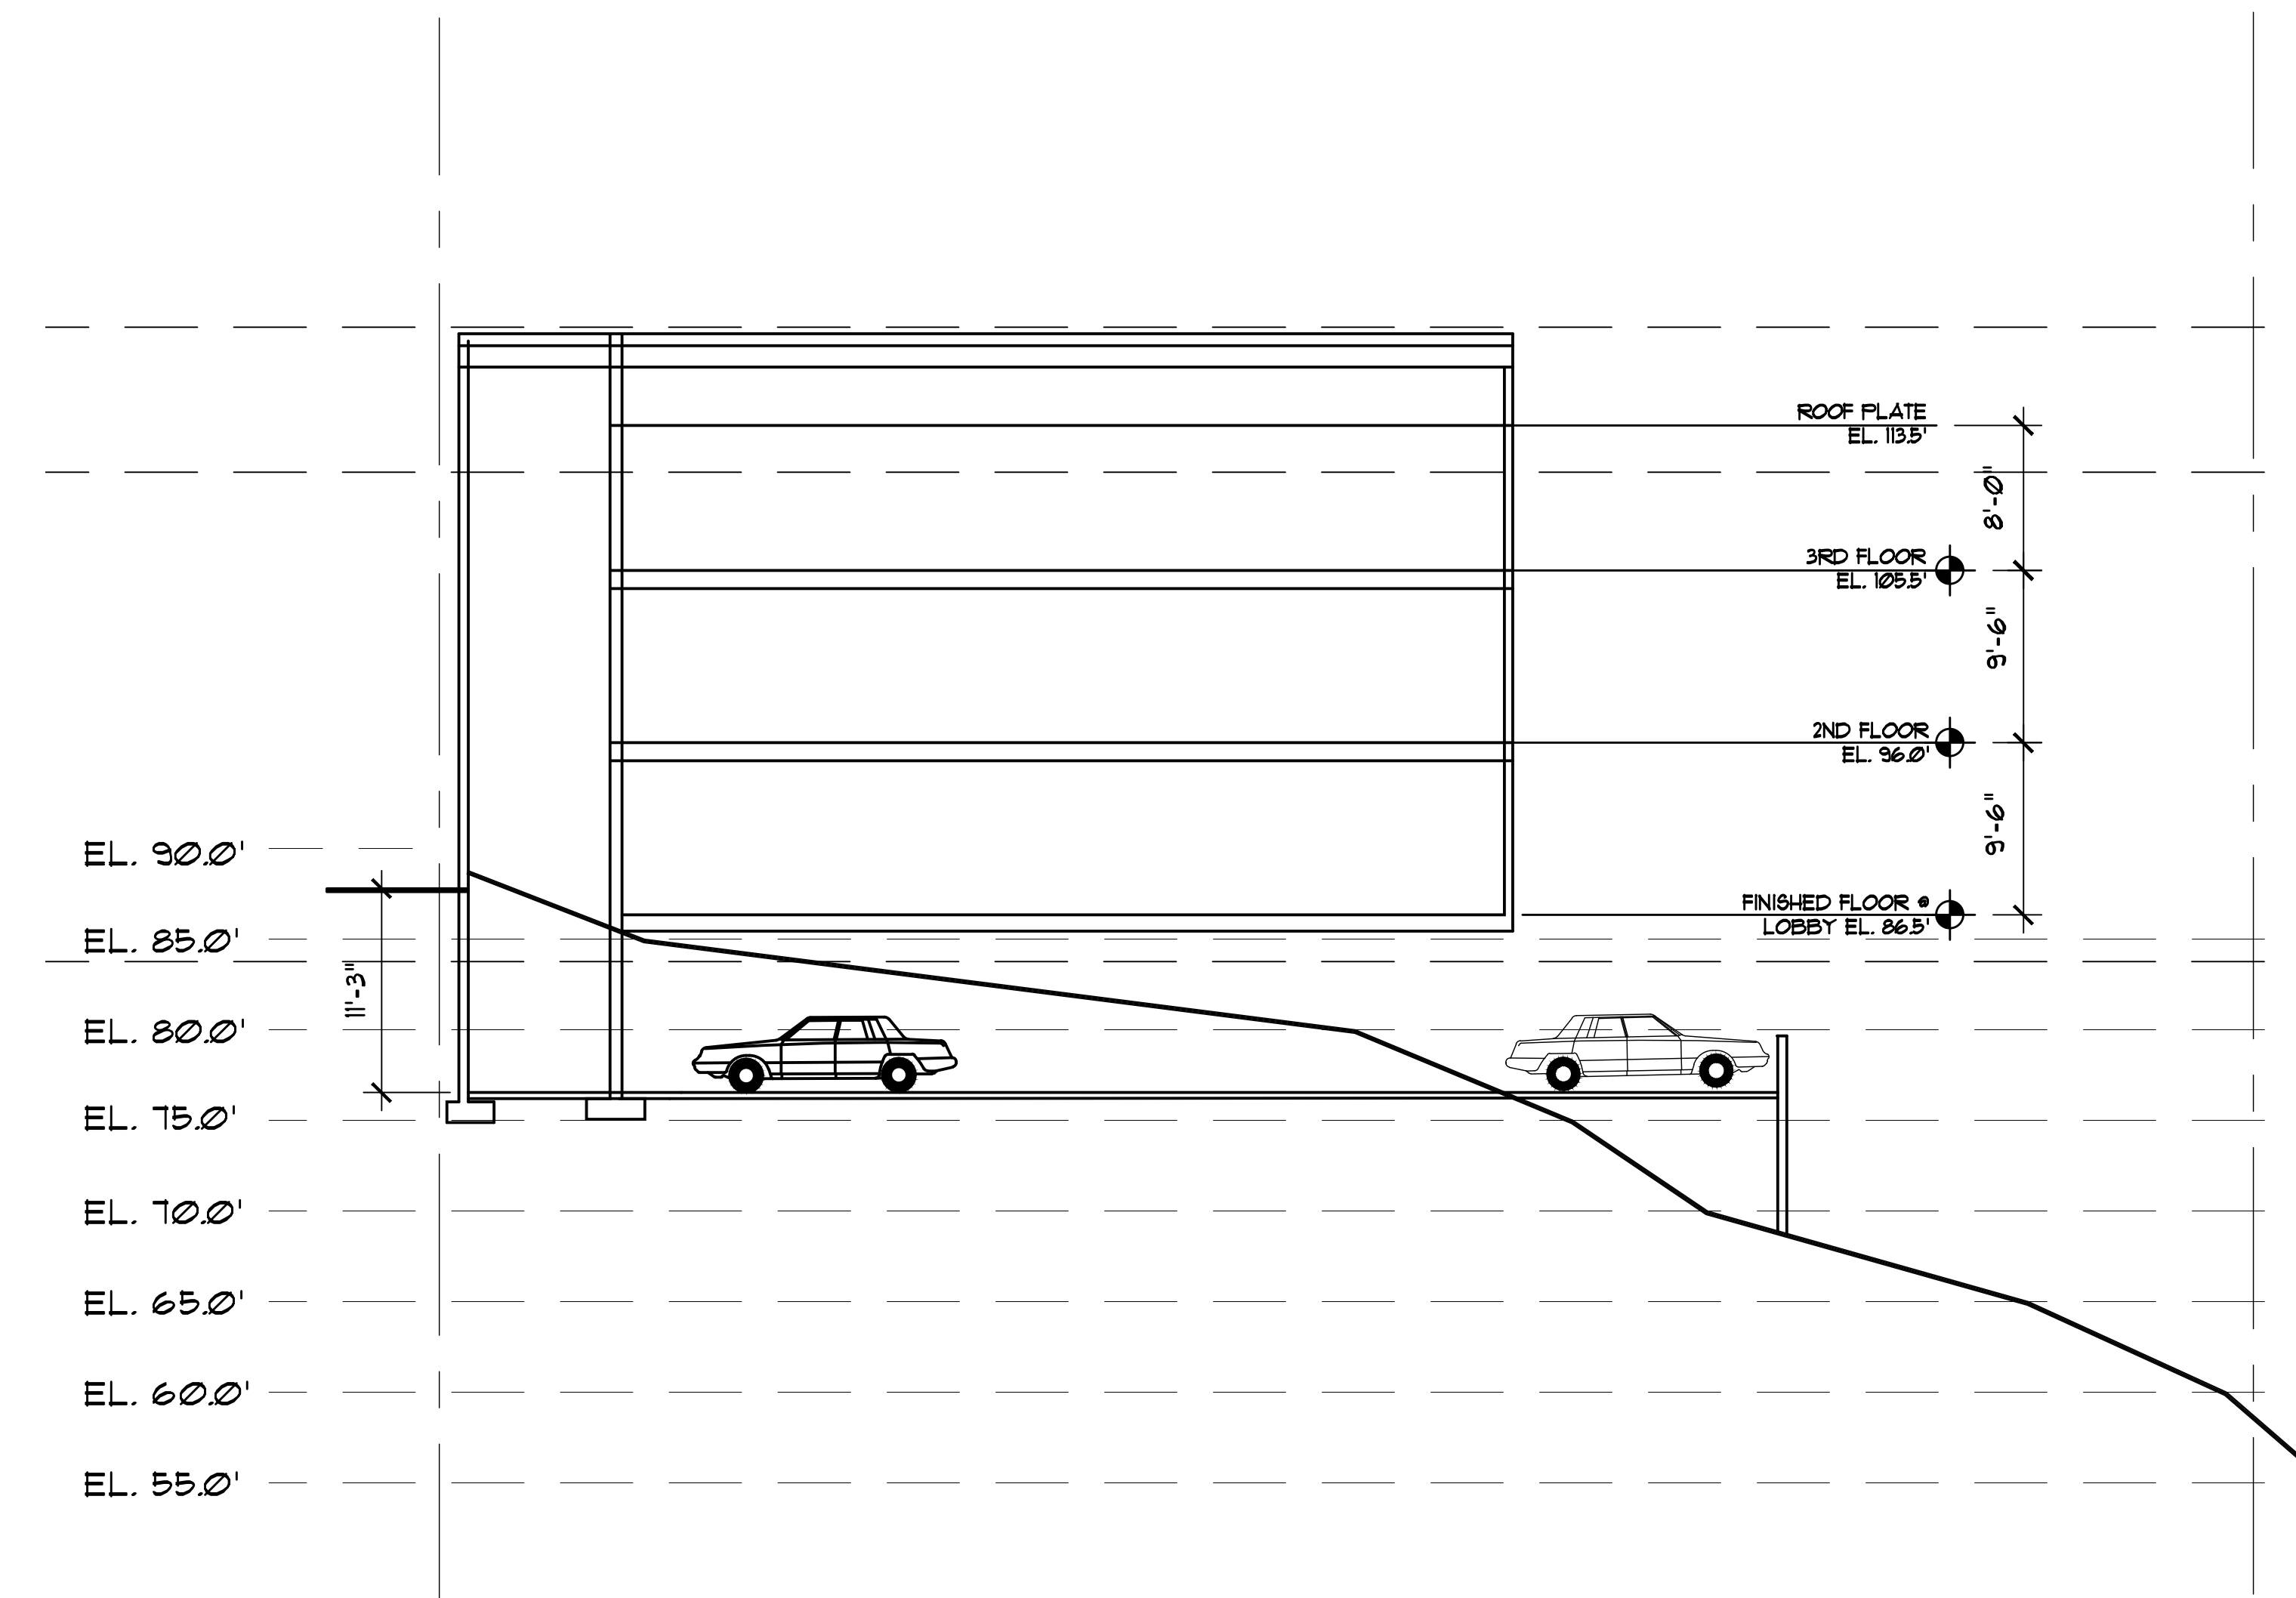 ROOF PLATE
EL. 113.5'
8'-0"
3RD FLOOR
EL. 105.5'
9'-6"
2ND FLOOR
EL. 96.0'
9'-6"
EL. 90.0'
FINISHED FLOOR @
LOBBY EL. 86.5'
EL. 85.0'
11'-3"
EL. 80.0'
EL. 75.0'
EL. 70.0'
EL. 65.0'
EL. 60.0'
EL. 55.0'